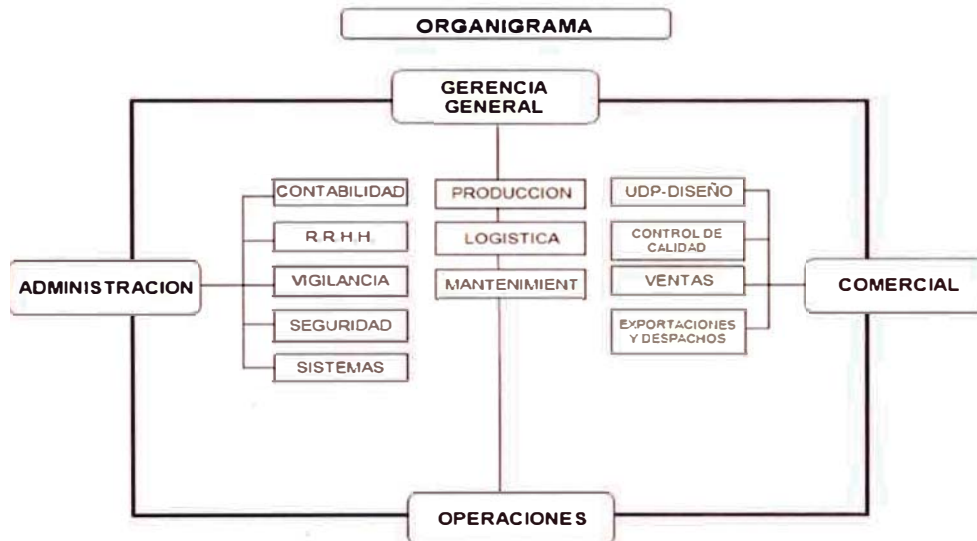 ORGANIGRAMA
GERENCIA
GENERAL
CONTABILIDAD
PRODUCCION
UDP-DISEÑO
R.R.H.H.
LOGISTICA
CONTROL DE
CALIDAD
ADMINISTRACION
VIGILANCIA
MANTENIMIENT
VENTAS
COMERCIAL
SEGURIDAD
EXPORTACIONES
Y DESPACHOS
SISTEMAS
OPERACIONES